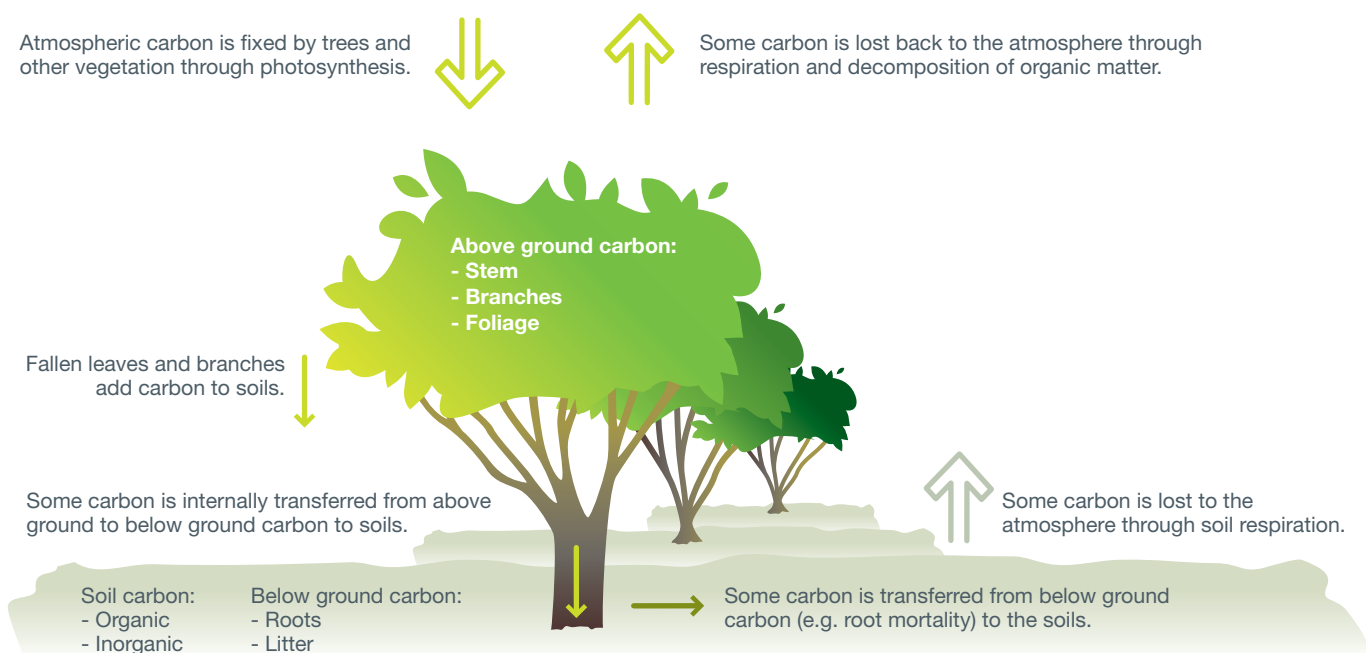 Atmospheric carbon is fixed by trees and
other vegetation through photosynthesis.
Some carbon is lost back to the atmosphere through
respiration and decomposition of organic matter.
Above ground carbon:
- Stem
- Branches
- Foliage
Fallen leaves and branches
add carbon to soils.
Some carbon is internally transferred from above
ground to below ground carbon to soils.
Some carbon is lost to the
atmosphere through soil respiration.
Soil carbon:
- Organic
- Inorganic
Below ground carbon:
- Roots
- Litter
Some carbon is transferred from below ground
carbon (e.g. root mortality) to the soils.